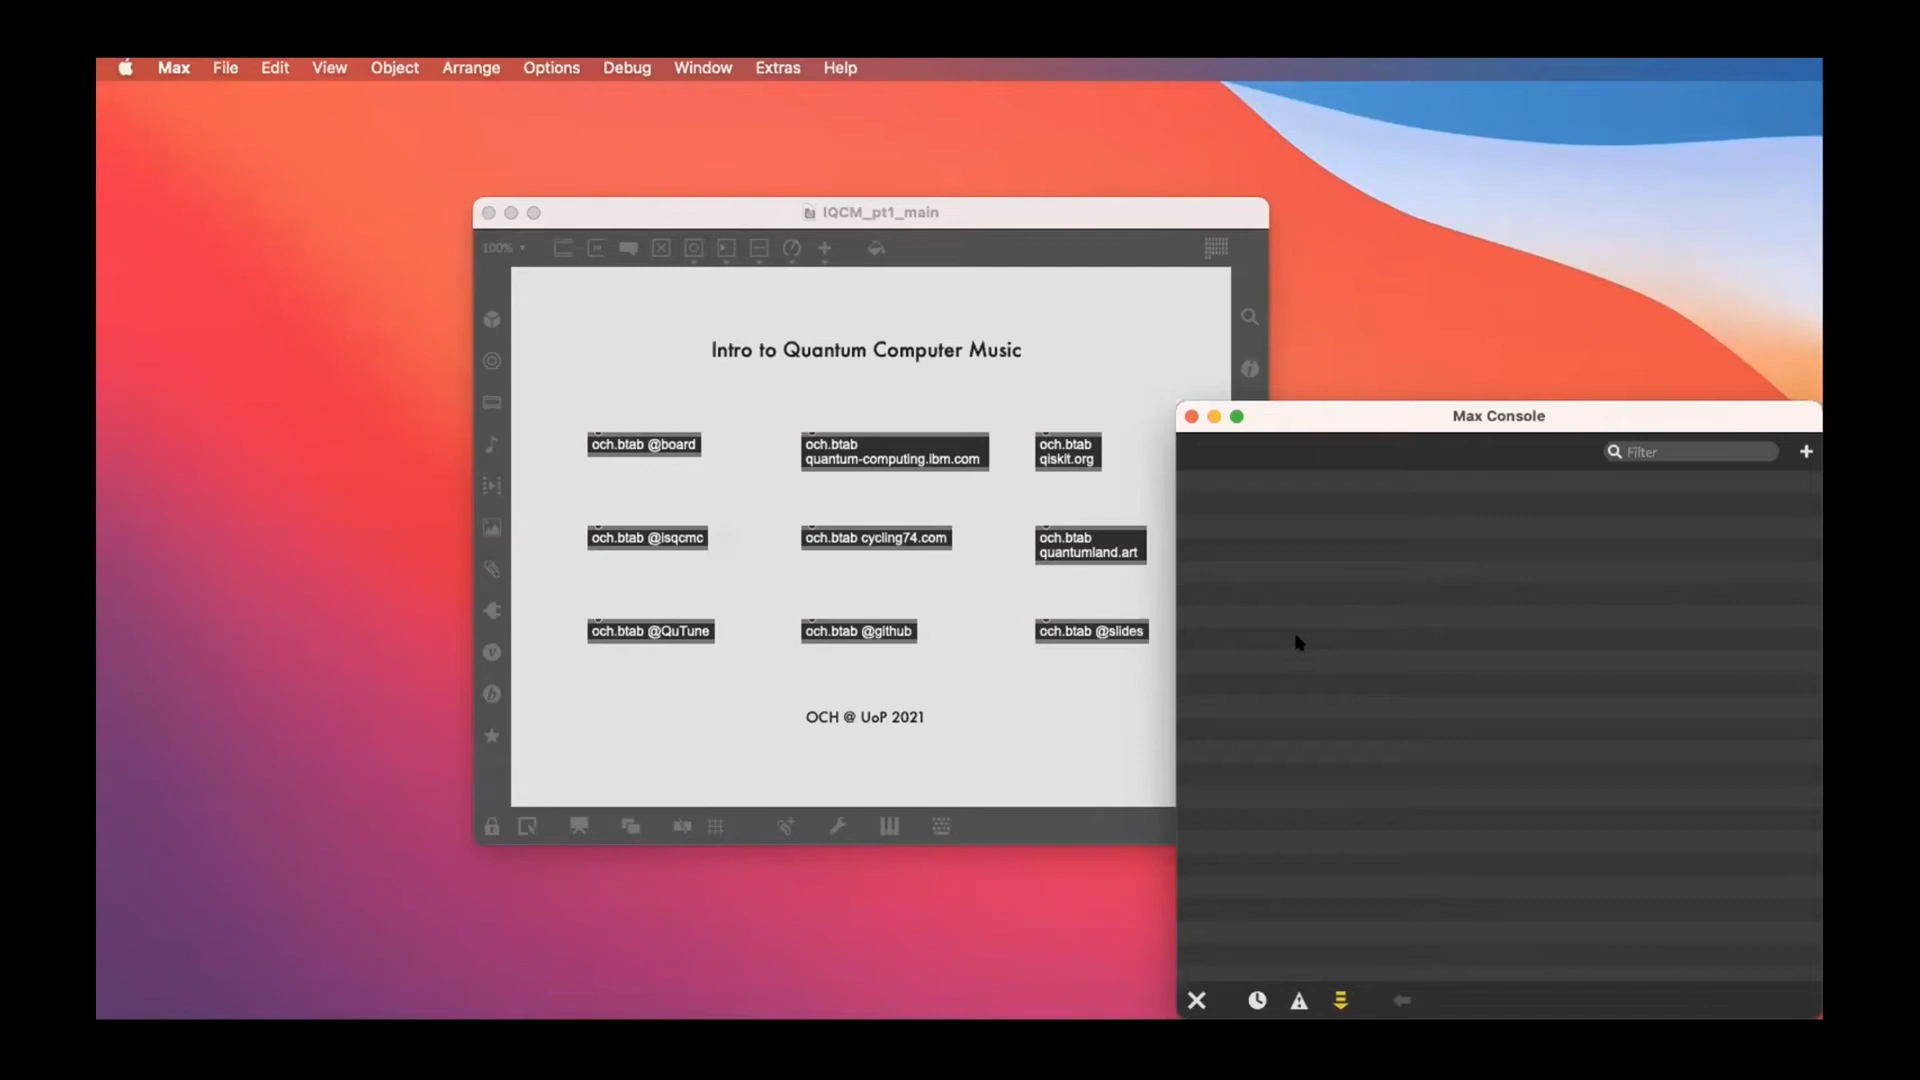 Max File Edit View Object Arrange Options Debug Window Extras Help
IQCM_pt1_main
100%
Intro to Quantum Computer Music
och.btab @board
och.btab
quantum-computing.ibm.com
och.btab
qiskit.org
och.btab @isqcmc
och.btab cycling74.com
och.btab
quantumland.art
och.btab @QuTune
och.btab @github
och.btab @slides
OCH @ UoP 2021
Max Console
Filter